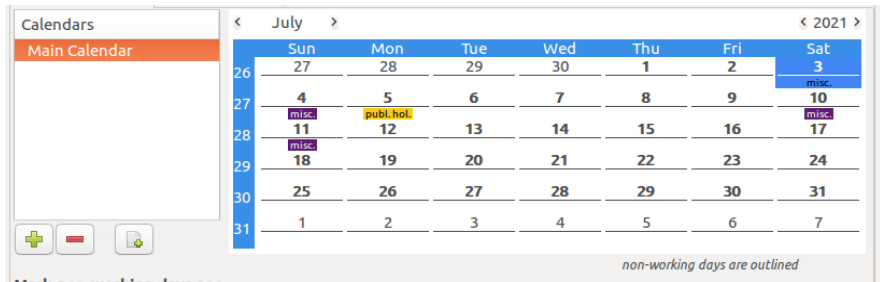 Calendars
Main Calendar
July
2021
Sun Mon Tue Wed Thu Fri Sat
26 27 28 29 30 1 2 3
misc.
27 4 5 6 7 8 9 10
misc. publ.hol. misc.
28 11 12 13 14 15 16 17
misc.
29 18 19 20 21 22 23 24
30 25 26 27 28 29 30 31
31 1 2 3 4 5 6 7
non-working days are outlined